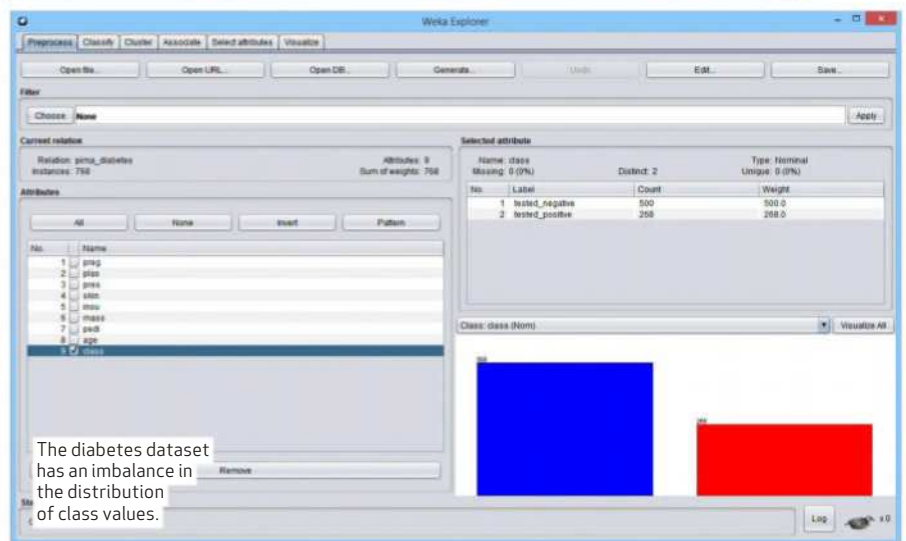 Weka Explorer
Preprocess Classify Cluster Associate Select attributes Visualize
Open file... Open URL... Open DB... Generate... Undo Edit... Save...
Filter
Choose None Apply
Current relation
Relation: pima_diabetes Attributes: 9
Instances: 768 Sum of weights: 768
Selected attribute
Name: class Type: Nominal
Missing: 0 (0%) Distinct: 2 Unique: 0 (0%)
No. Label Count Weight
1 tested_negative 500 500.0
2 tested_positive 268 268.0
Attributes
All None Invert Pattern
No. Name
1 preg
2 plas
3 pres
4 skin
5 insu
6 mass
7 pedi
8 age
9 class
Remove
Class: class (Nom) Visualize All
500
268
The diabetes dataset
has an imbalance in
the distribution
of class values.
Log x 0